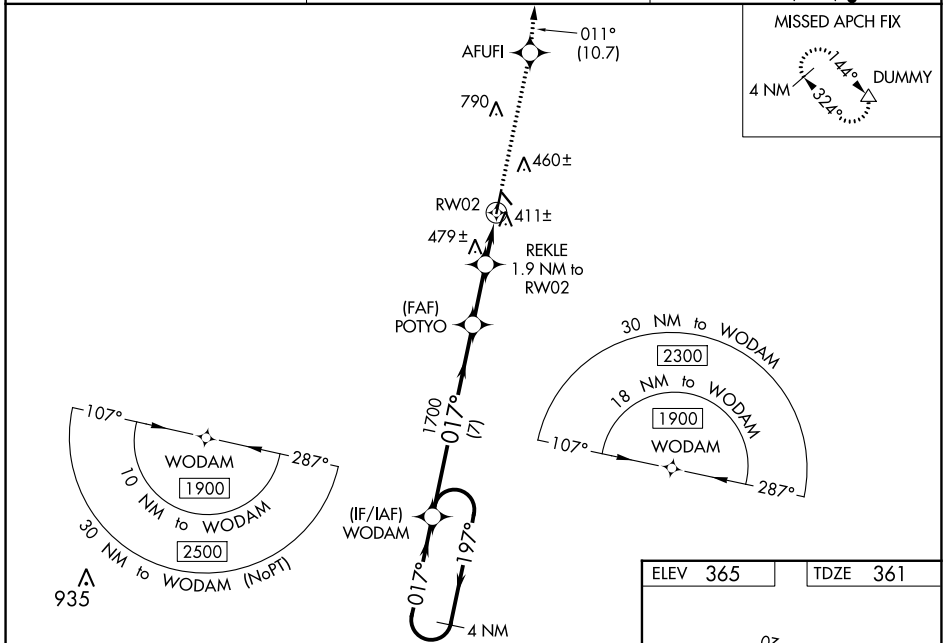 MISSED APCH FIX
4 NM
144°
324°
DUMMY
011°
(10.7)
AFUFI
790
460±
RW02
411±
479±
REKLE
1.9 NM to
RW02
(FAF)
POTYO
1700
017°
(7)
30 NM to WODAM
2300
18 NM to WODAM
1900
WODAM
107°
287°
107°
287°
WODAM
1900
10 NM to WODAM
2500
30 NM to WODAM (NoPT)
935
(IF/IAF)
WODAM
017°
197°
4 NM
ELEV 365
TDZE 361